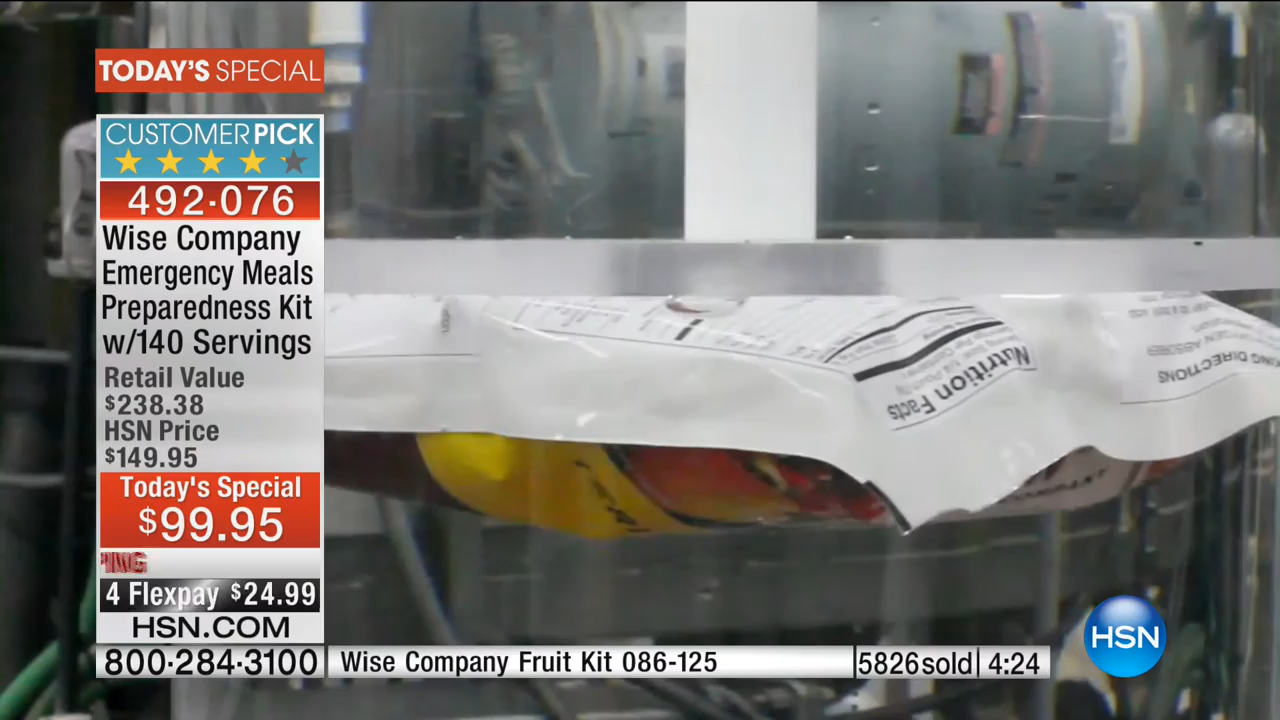 TODAY'S SPECIAL
CUSTOMER PICK
492·076
Wise Company
Emergency Meals
Preparedness Kit
w/140 Servings
Retail Value
$238.38
HSN Price
$149.95
Today's Special
$99.95
4 Flexpay $24.99
HSN.COM
800·284·3100
Wise Company Fruit Kit 086-125
5826sold
4:24
HSN
Nutrition Facts
DIRECTIONS